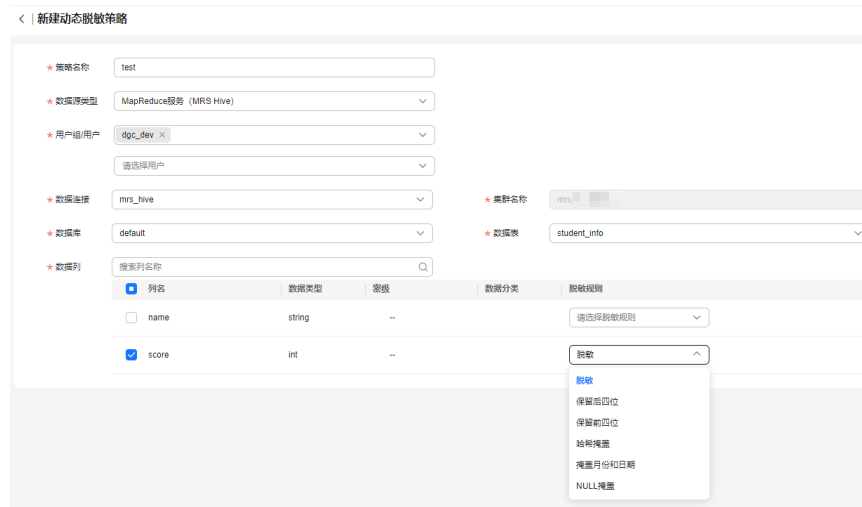 新建动态脱敏策略
* 策略名称 test
* 数据源类型 MapReduce服务（MRS Hive）
* 用户组/用户 dgc_dev ×
请选择用户
* 数据连接 mrs_hive * 集群名称 mrs_
* 数据库 default * 数据表 student_info
* 数据列 搜索列名称
列名 数据类型 密级 数据分类 脱敏规则
name string -- 请选择脱敏规则
score int -- 脱敏
脱敏
保留后四位
保留前四位
哈希掩盖
掩盖月份和日期
NULL掩盖